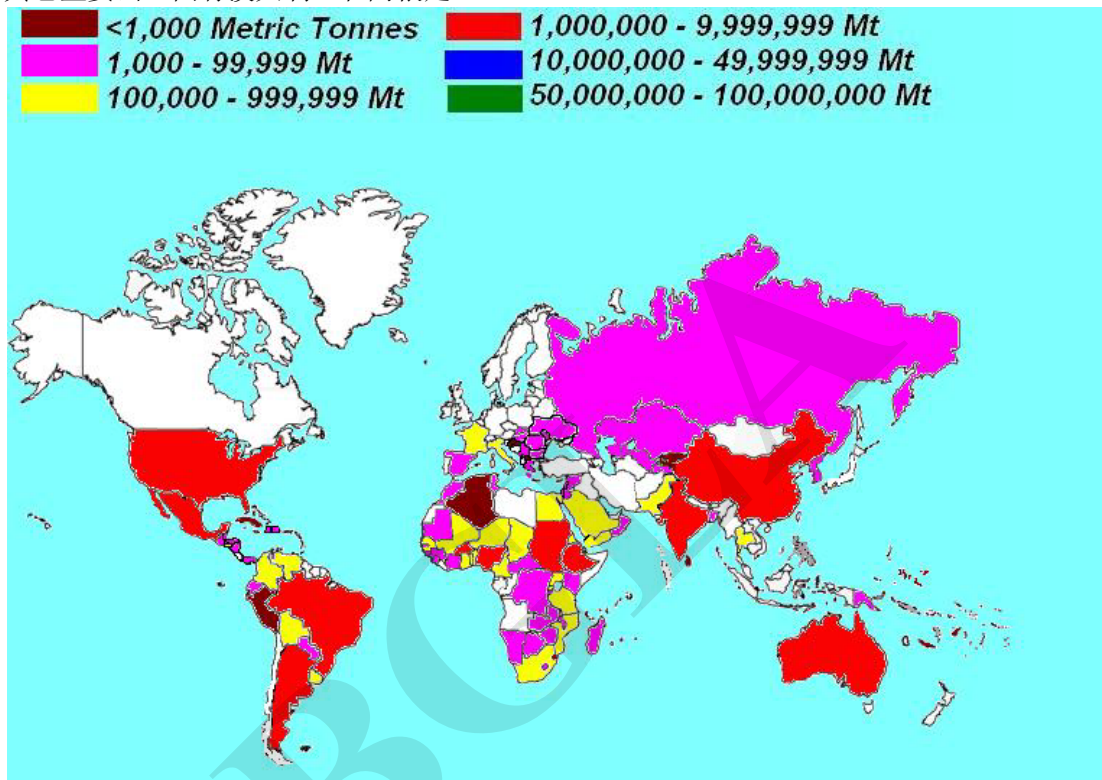 <1,000 Metric Tonnes
1,000,000 - 9,999,999 Mt
1,000 - 99,999 Mt
10,000,000 - 49,999,999 Mt
100,000 - 999,999 Mt
50,000,000 - 100,000,000 Mt
BCIA